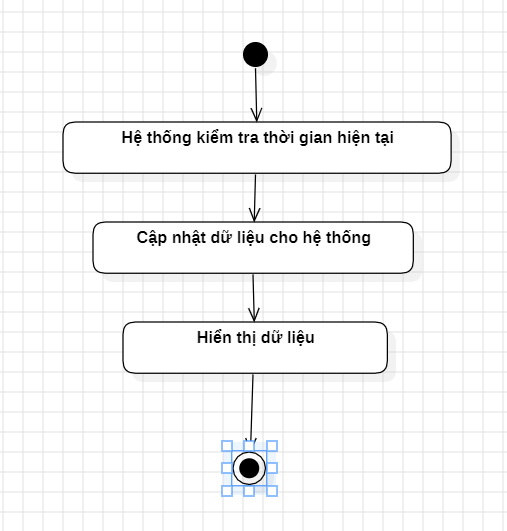 Hệ thống kiểm tra thời gian hiện tại
Cập nhật dữ liệu cho hệ thống
Hiển thị dữ liệu